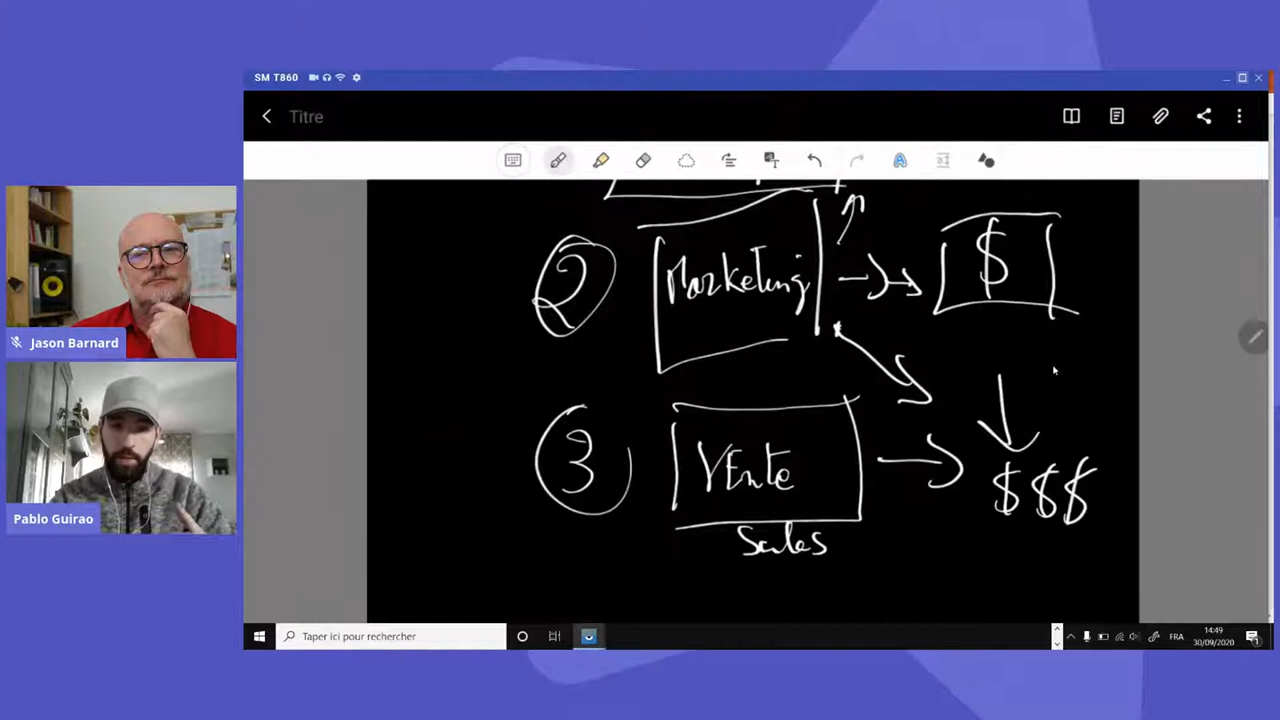 SM T860
Titre
2
Marketing
$
3
Vente
$$$
Sales
Jason Barnard
Pablo Guirao
Taper ici pour rechercher
FRA
14:49
30/09/2020